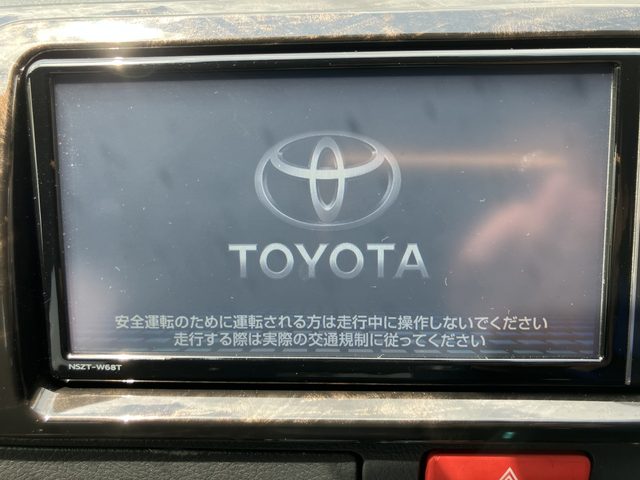 TOYOTA
安全運転のために運転される方は走行中に操作しないでください
走行する際は実際の交通規制に従ってください
NSZT-W68T